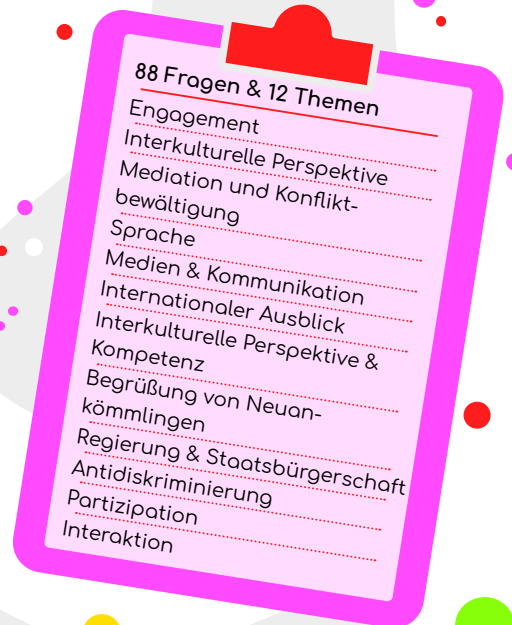 88 Fragen & 12 Themen
Engagement
Interkulturelle Perspektive
Mediation und Konflikt-
bewältigung
Sprache
Medien & Kommunikation
Internationaler Ausblick
Interkulturelle Perspektive &
Kompetenz
Begrüßung von Neuan-
kömmlingen
Regierung & Staatsbürgerschaft
Antidiskriminierung
Partizipation
Interaktion